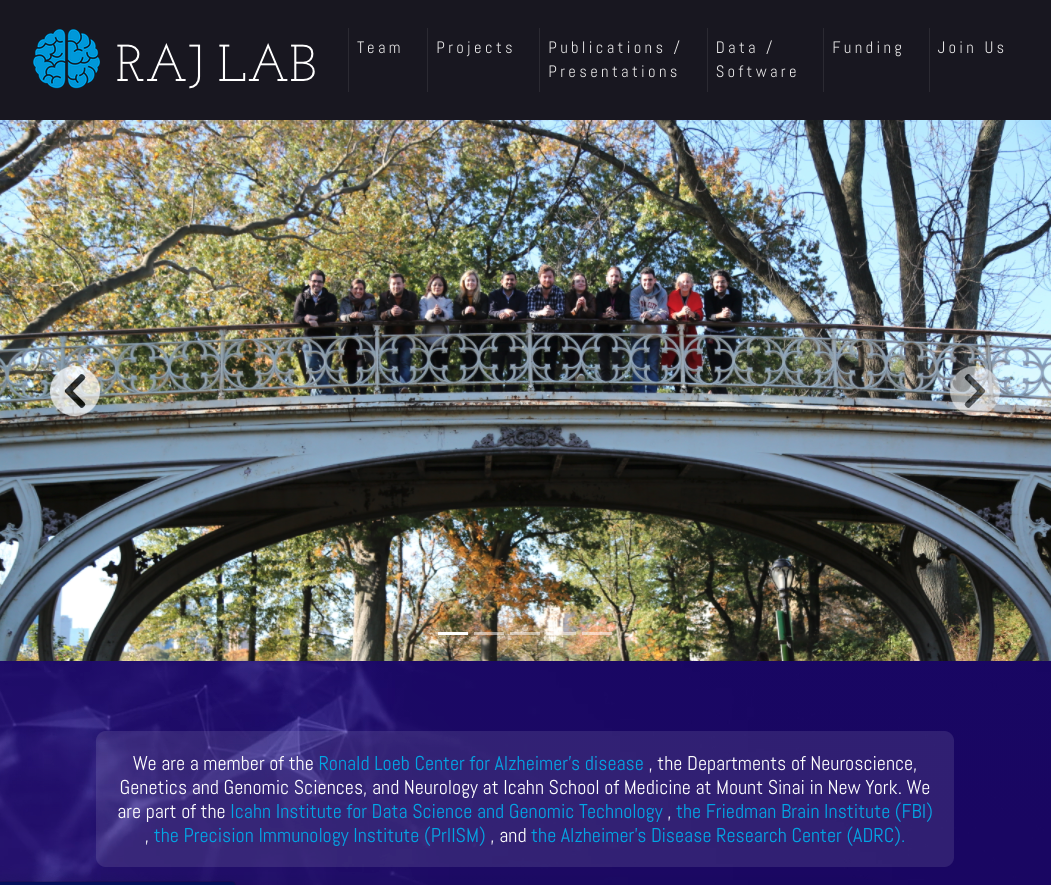 RAJ LAB
Team
Projects
Publications /
Presentations
Data /
Software
Funding
Join Us
We are a member of the Ronald Loeb Center for Alzheimer's disease , the Departments of Neuroscience,
Genetics and Genomic Sciences, and Neurology at Icahn School of Medicine at Mount Sinai in New York. We
are part of the Icahn Institute for Data Science and Genomic Technology , the Friedman Brain Institute (FBI)
, the Precision Immunology Institute (PrIISM) , and the Alzheimer's Disease Research Center (ADRC).